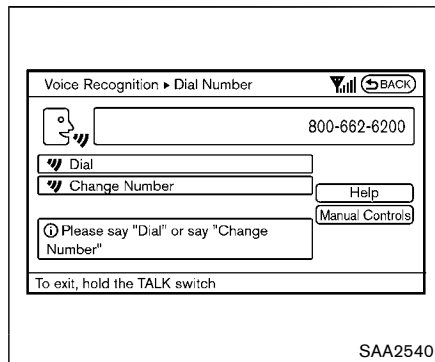 Voice Recognition ▸ Dial Number
BACK
800-662-6200
Dial
Change Number
Help
Manual Controls
Please say "Dial" or say "Change
Number"
To exit, hold the TALK switch
SAA2540